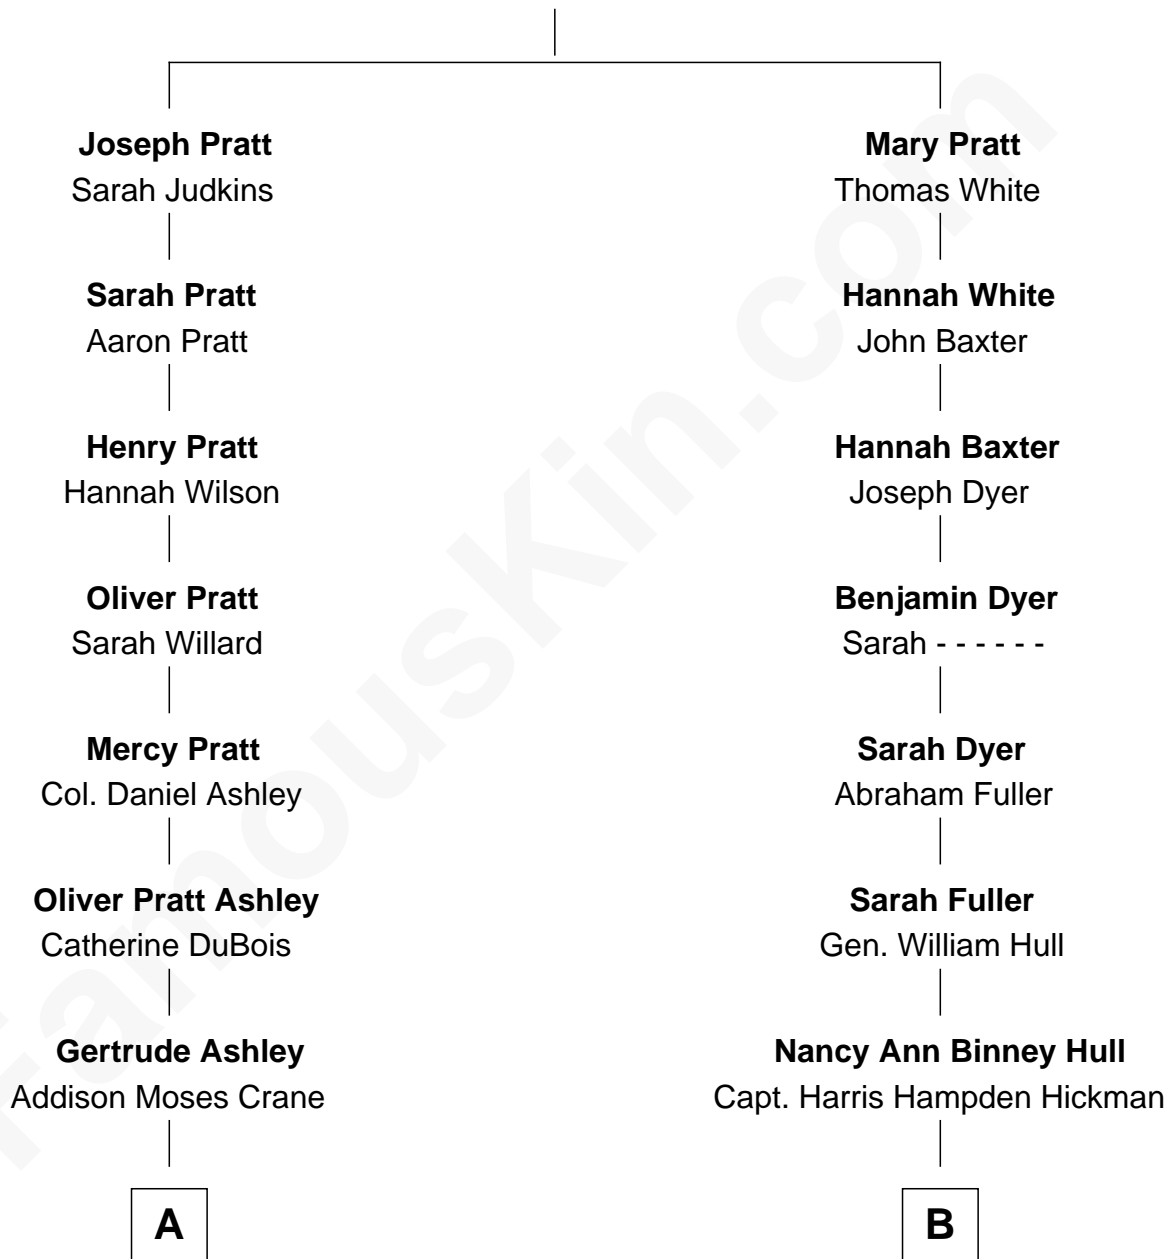 Joseph Pratt
Sarah Judkins
Mary Pratt
Thomas White
Sarah Pratt
Aaron Pratt
Hannah White
John Baxter
Henry Pratt
Hannah Wilson
Hannah Baxter
Joseph Dyer
Oliver Pratt
Sarah Willard
Benjamin Dyer
Sarah - - - - - -
Mercy Pratt
Col. Daniel Ashley
Sarah Dyer
Abraham Fuller
Oliver Pratt Ashley
Catherine DuBois
Sarah Fuller
Gen. William Hull
Gertrude Ashley
Addison Moses Crane
Nancy Ann Binney Hull
Capt. Harris Hampden Hickman
A
B
FamousKin.com